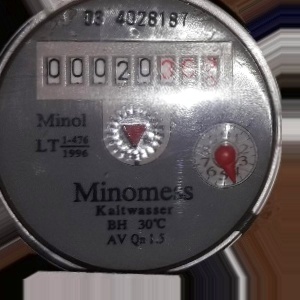 03 4028187
00020
Minol
LT 1-476
1996
Minomess
Kaltwasser
BH 30°C
AV Qn 1.5